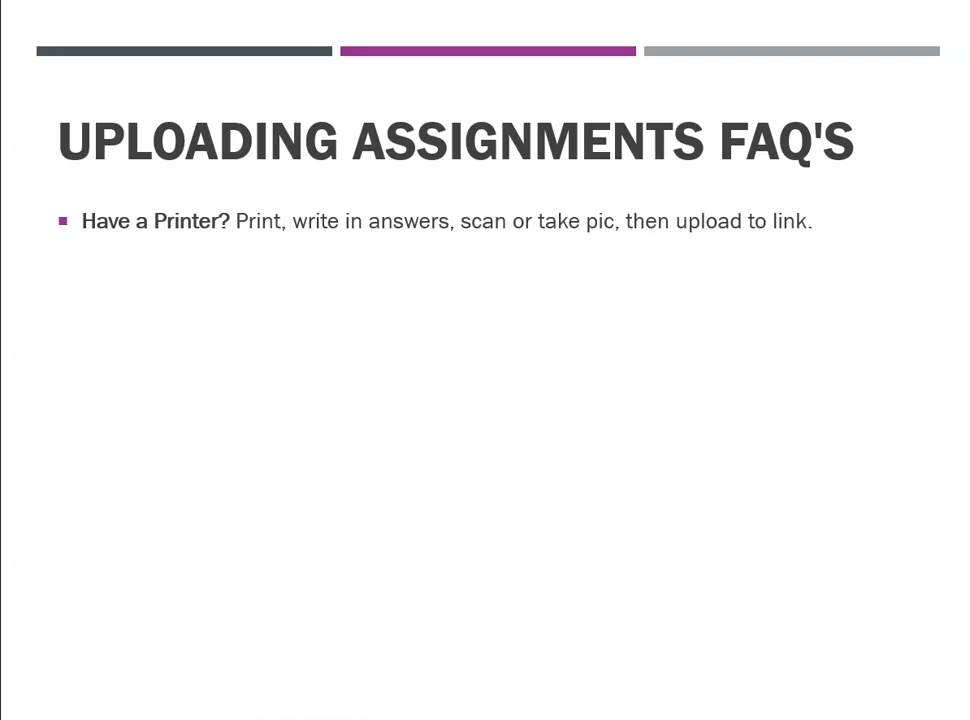 UPLOADING ASSIGNMENTS FAQ'S
Have a Printer? Print, write in answers, scan or take pic, then upload to link.